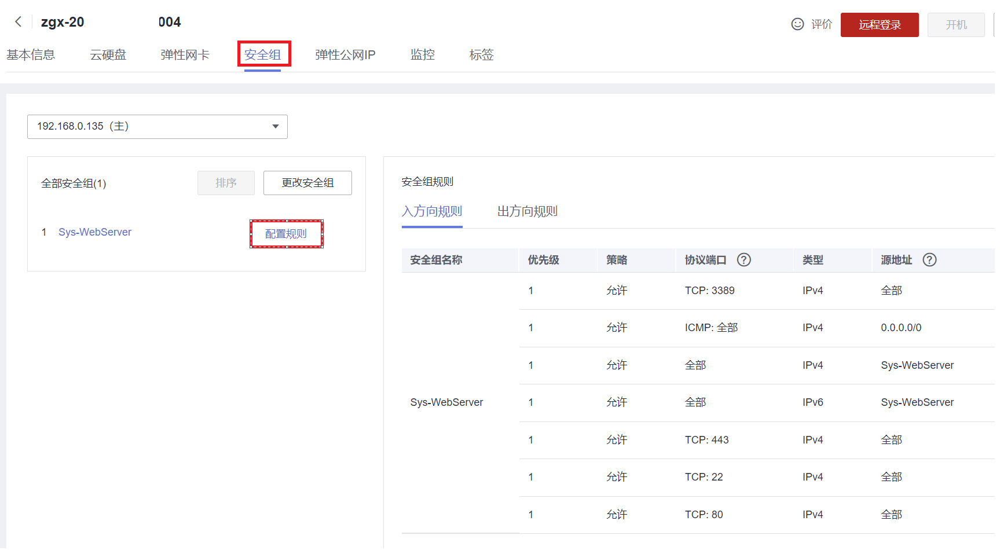 zgx-20 004
评价 远程登录 开机
基本信息 云硬盘 弹性网卡 安全组 弹性公网IP 监控 标签
192.168.0.135（主）
全部安全组(1) 排序 更改安全组
1 Sys-WebServer 配置规则
安全组规则
入方向规则 出方向规则
安全组名称 优先级 策略 协议端口 ? 类型 源地址 ?
1 允许 TCP: 3389 IPv4 全部
1 允许 ICMP: 全部 IPv4 0.0.0.0/0
1 允许 全部 IPv4 Sys-WebServer
Sys-WebServer 1 允许 全部 IPv6 Sys-WebServer
1 允许 TCP: 443 IPv4 全部
1 允许 TCP: 22 IPv4 全部
1 允许 TCP: 80 IPv4 全部